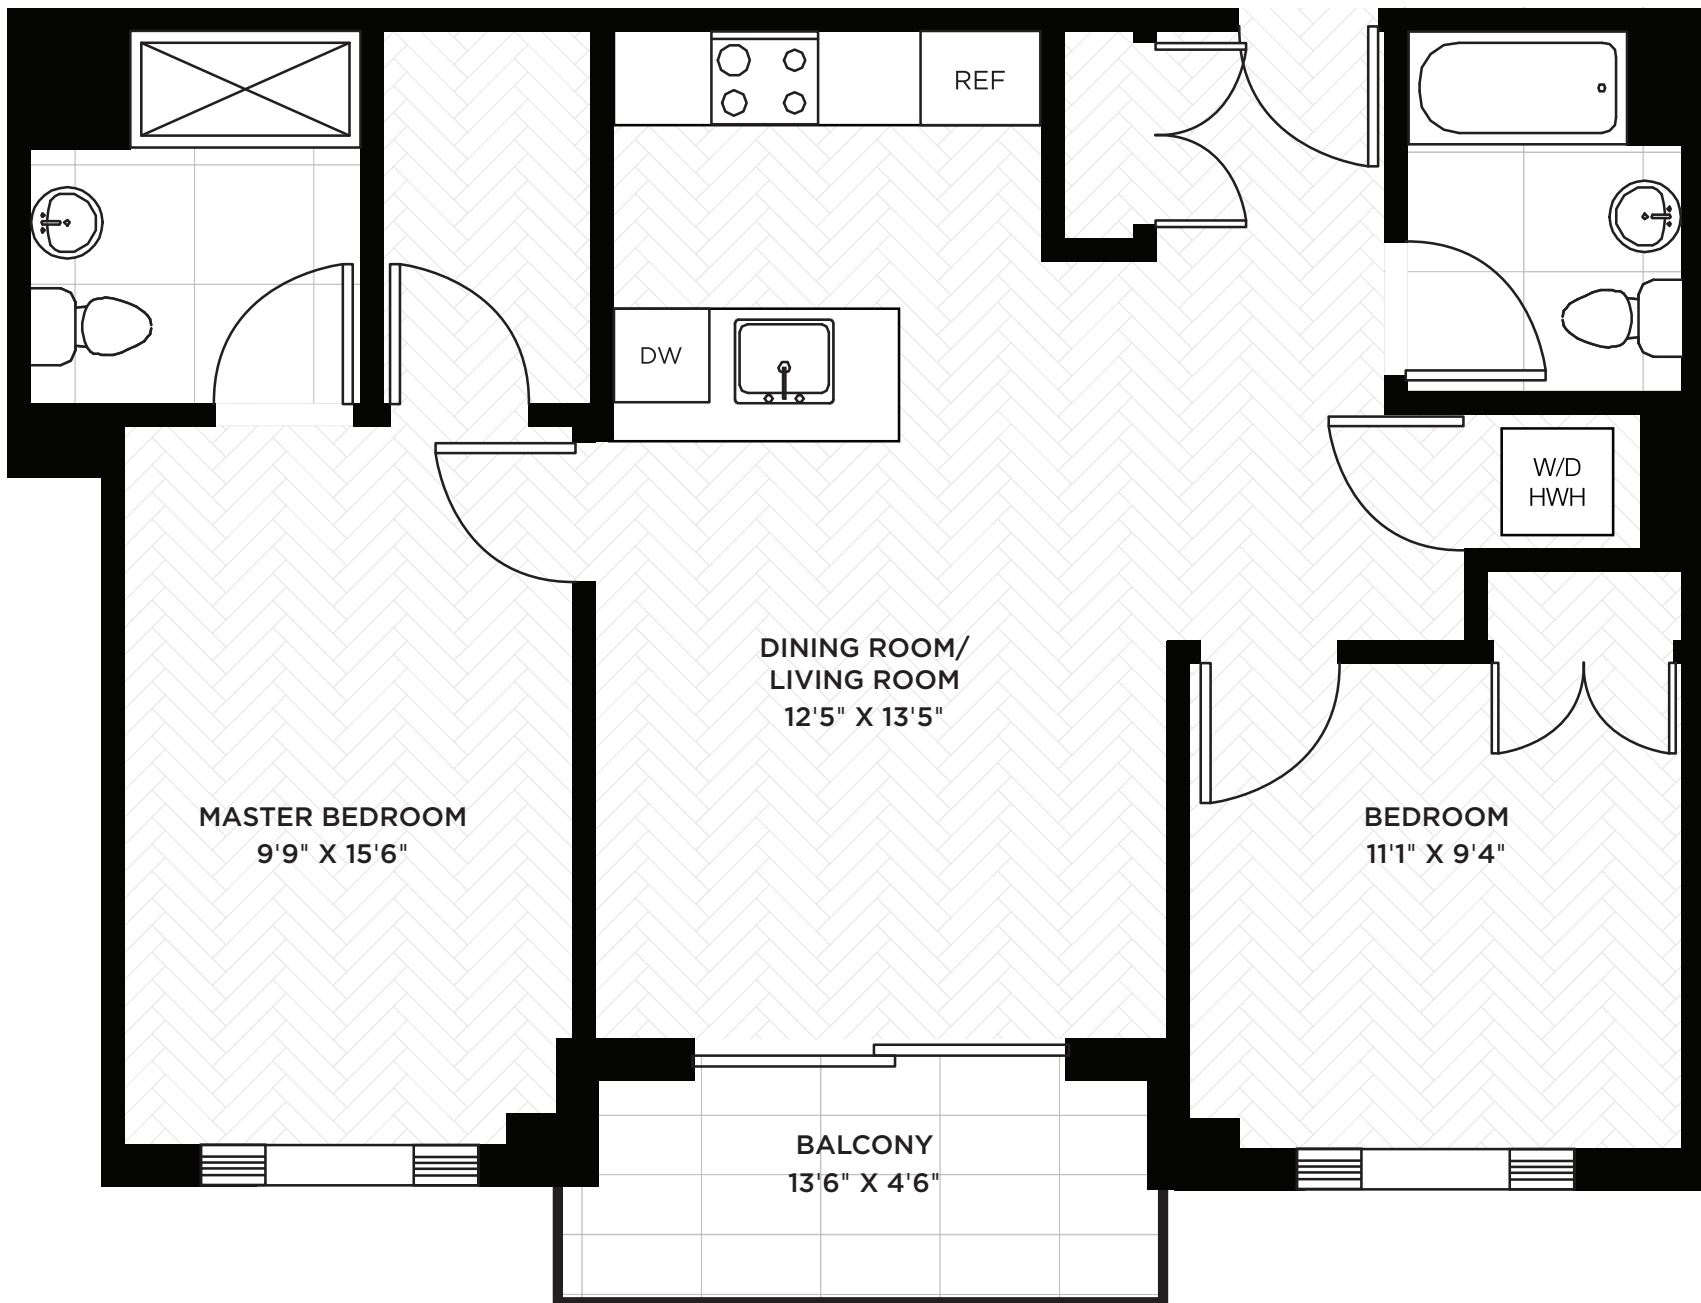 REF
DW
W/D
HWH
DINING ROOM/
LIVING ROOM
12'5" X 13'5"
MASTER BEDROOM
9'9" X 15'6"
BEDROOM
11'1" X 9'4"
BALCONY
13'6" X 4'6"